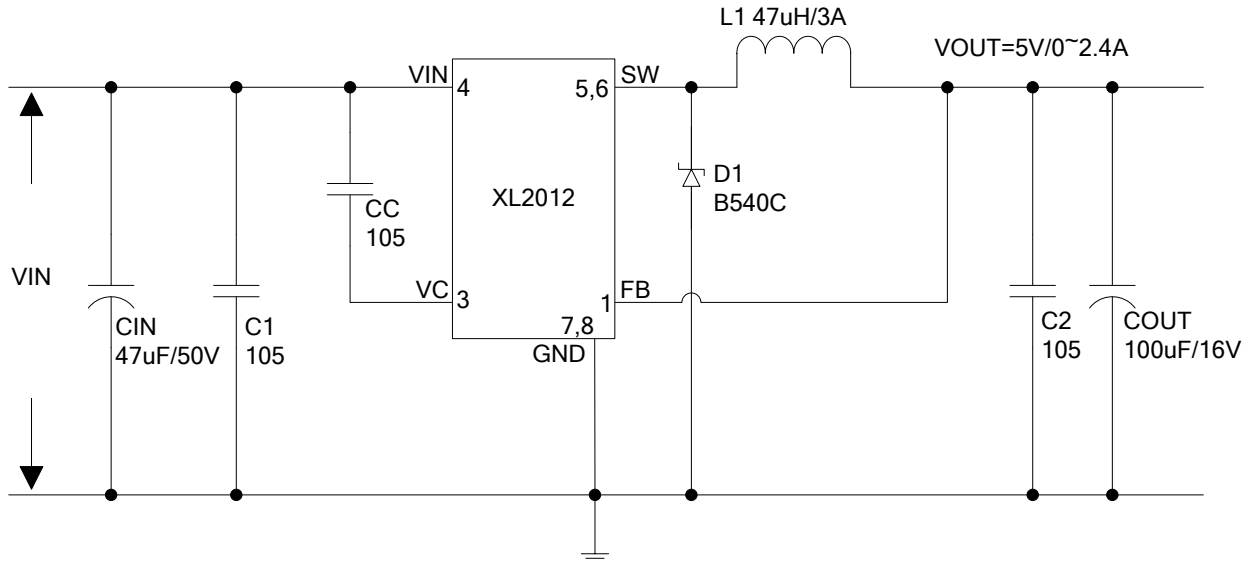 L1 47uH/3A
VOUT=5V/0~2.4A
VIN
4
5,6
SW
XL2012
CC
105
D1
B540C
VIN
VC
3
1
FB
7,8
GND
CIN
47uF/50V
C1
105
C2
105
COUT
100uF/16V